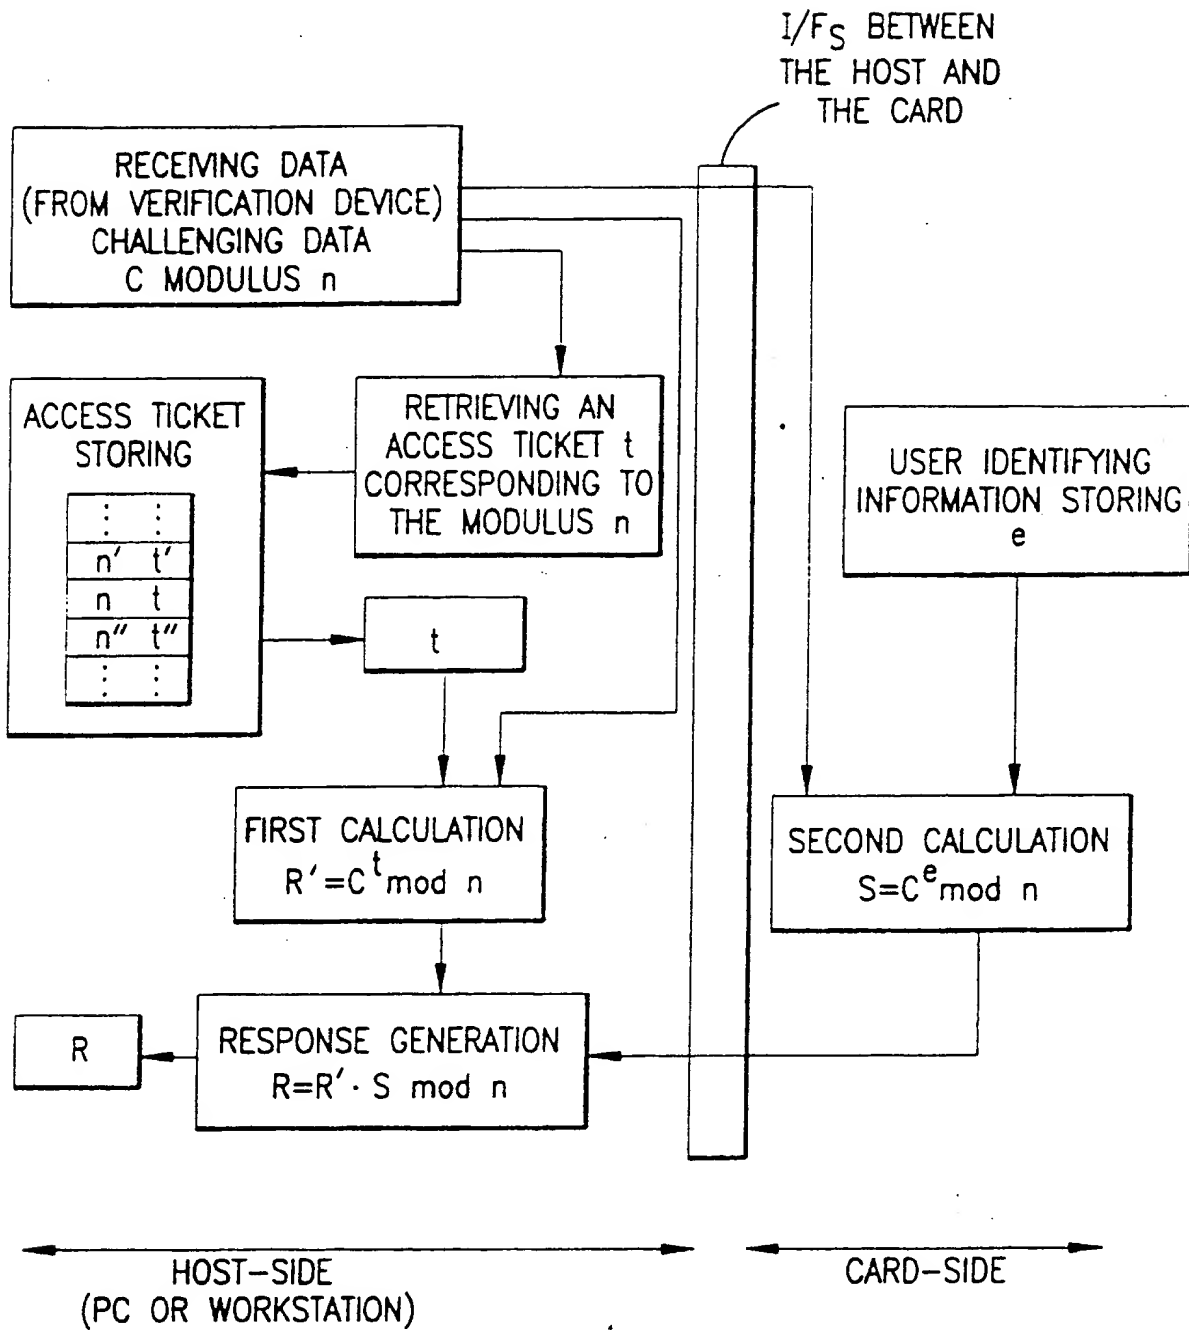 I/FS BETWEEN
THE HOST AND
THE CARD
RECEIVING DATA
(FROM VERIFICATION DEVICE)
CHALLENGING DATA
C MODULUS n
ACCESS TICKET
STORING
⋮ ⋮
n' t'
n t
n'' t''
⋮ ⋮
RETRIEVING AN
ACCESS TICKET t
CORRESPONDING TO
THE MODULUS n
t
USER IDENTIFYING
INFORMATION STORING
e
FIRST CALCULATION
R'=C^t mod n
SECOND CALCULATION
S=C^e mod n
R
RESPONSE GENERATION
R=R'·S mod n
HOST-SIDE
(PC OR WORKSTATION)
CARD-SIDE